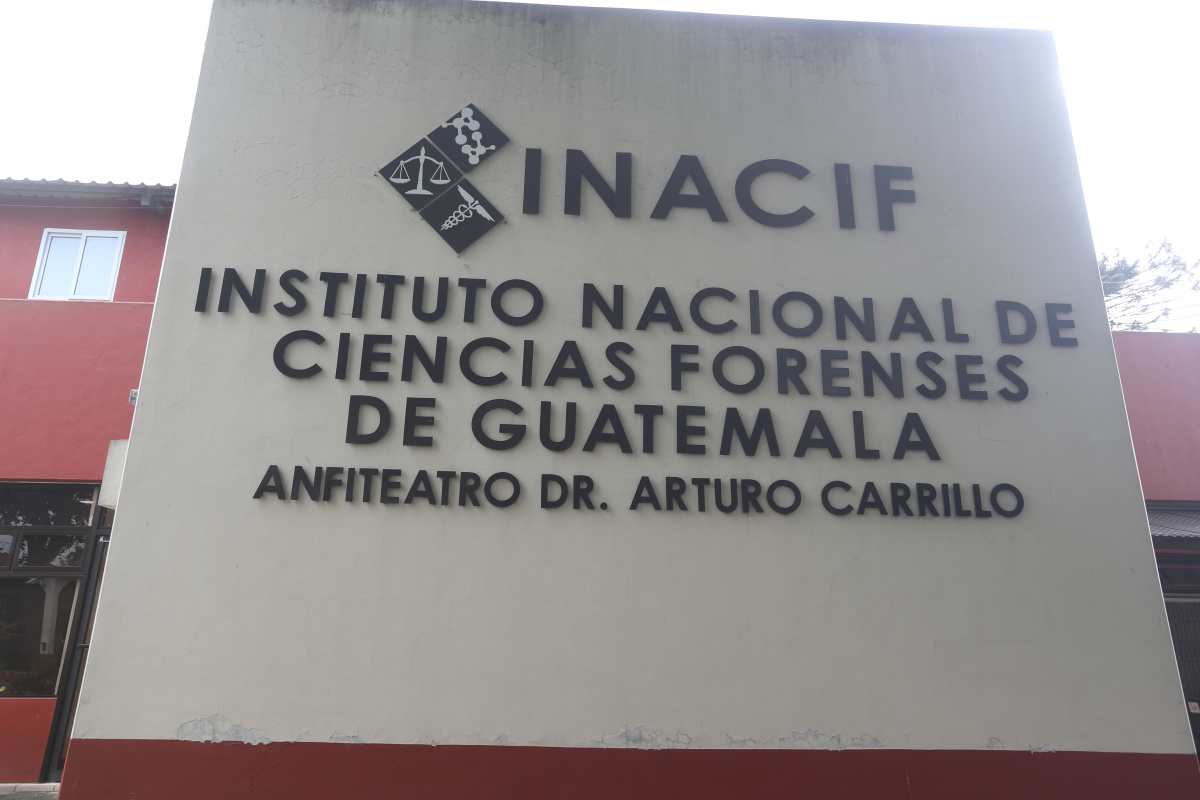 INACIF
INSTITUTO NACIONAL DE
CIENCIAS FORENSES
DE GUATEMALA
ANFITEATRO DR. ARTURO CARRILLO